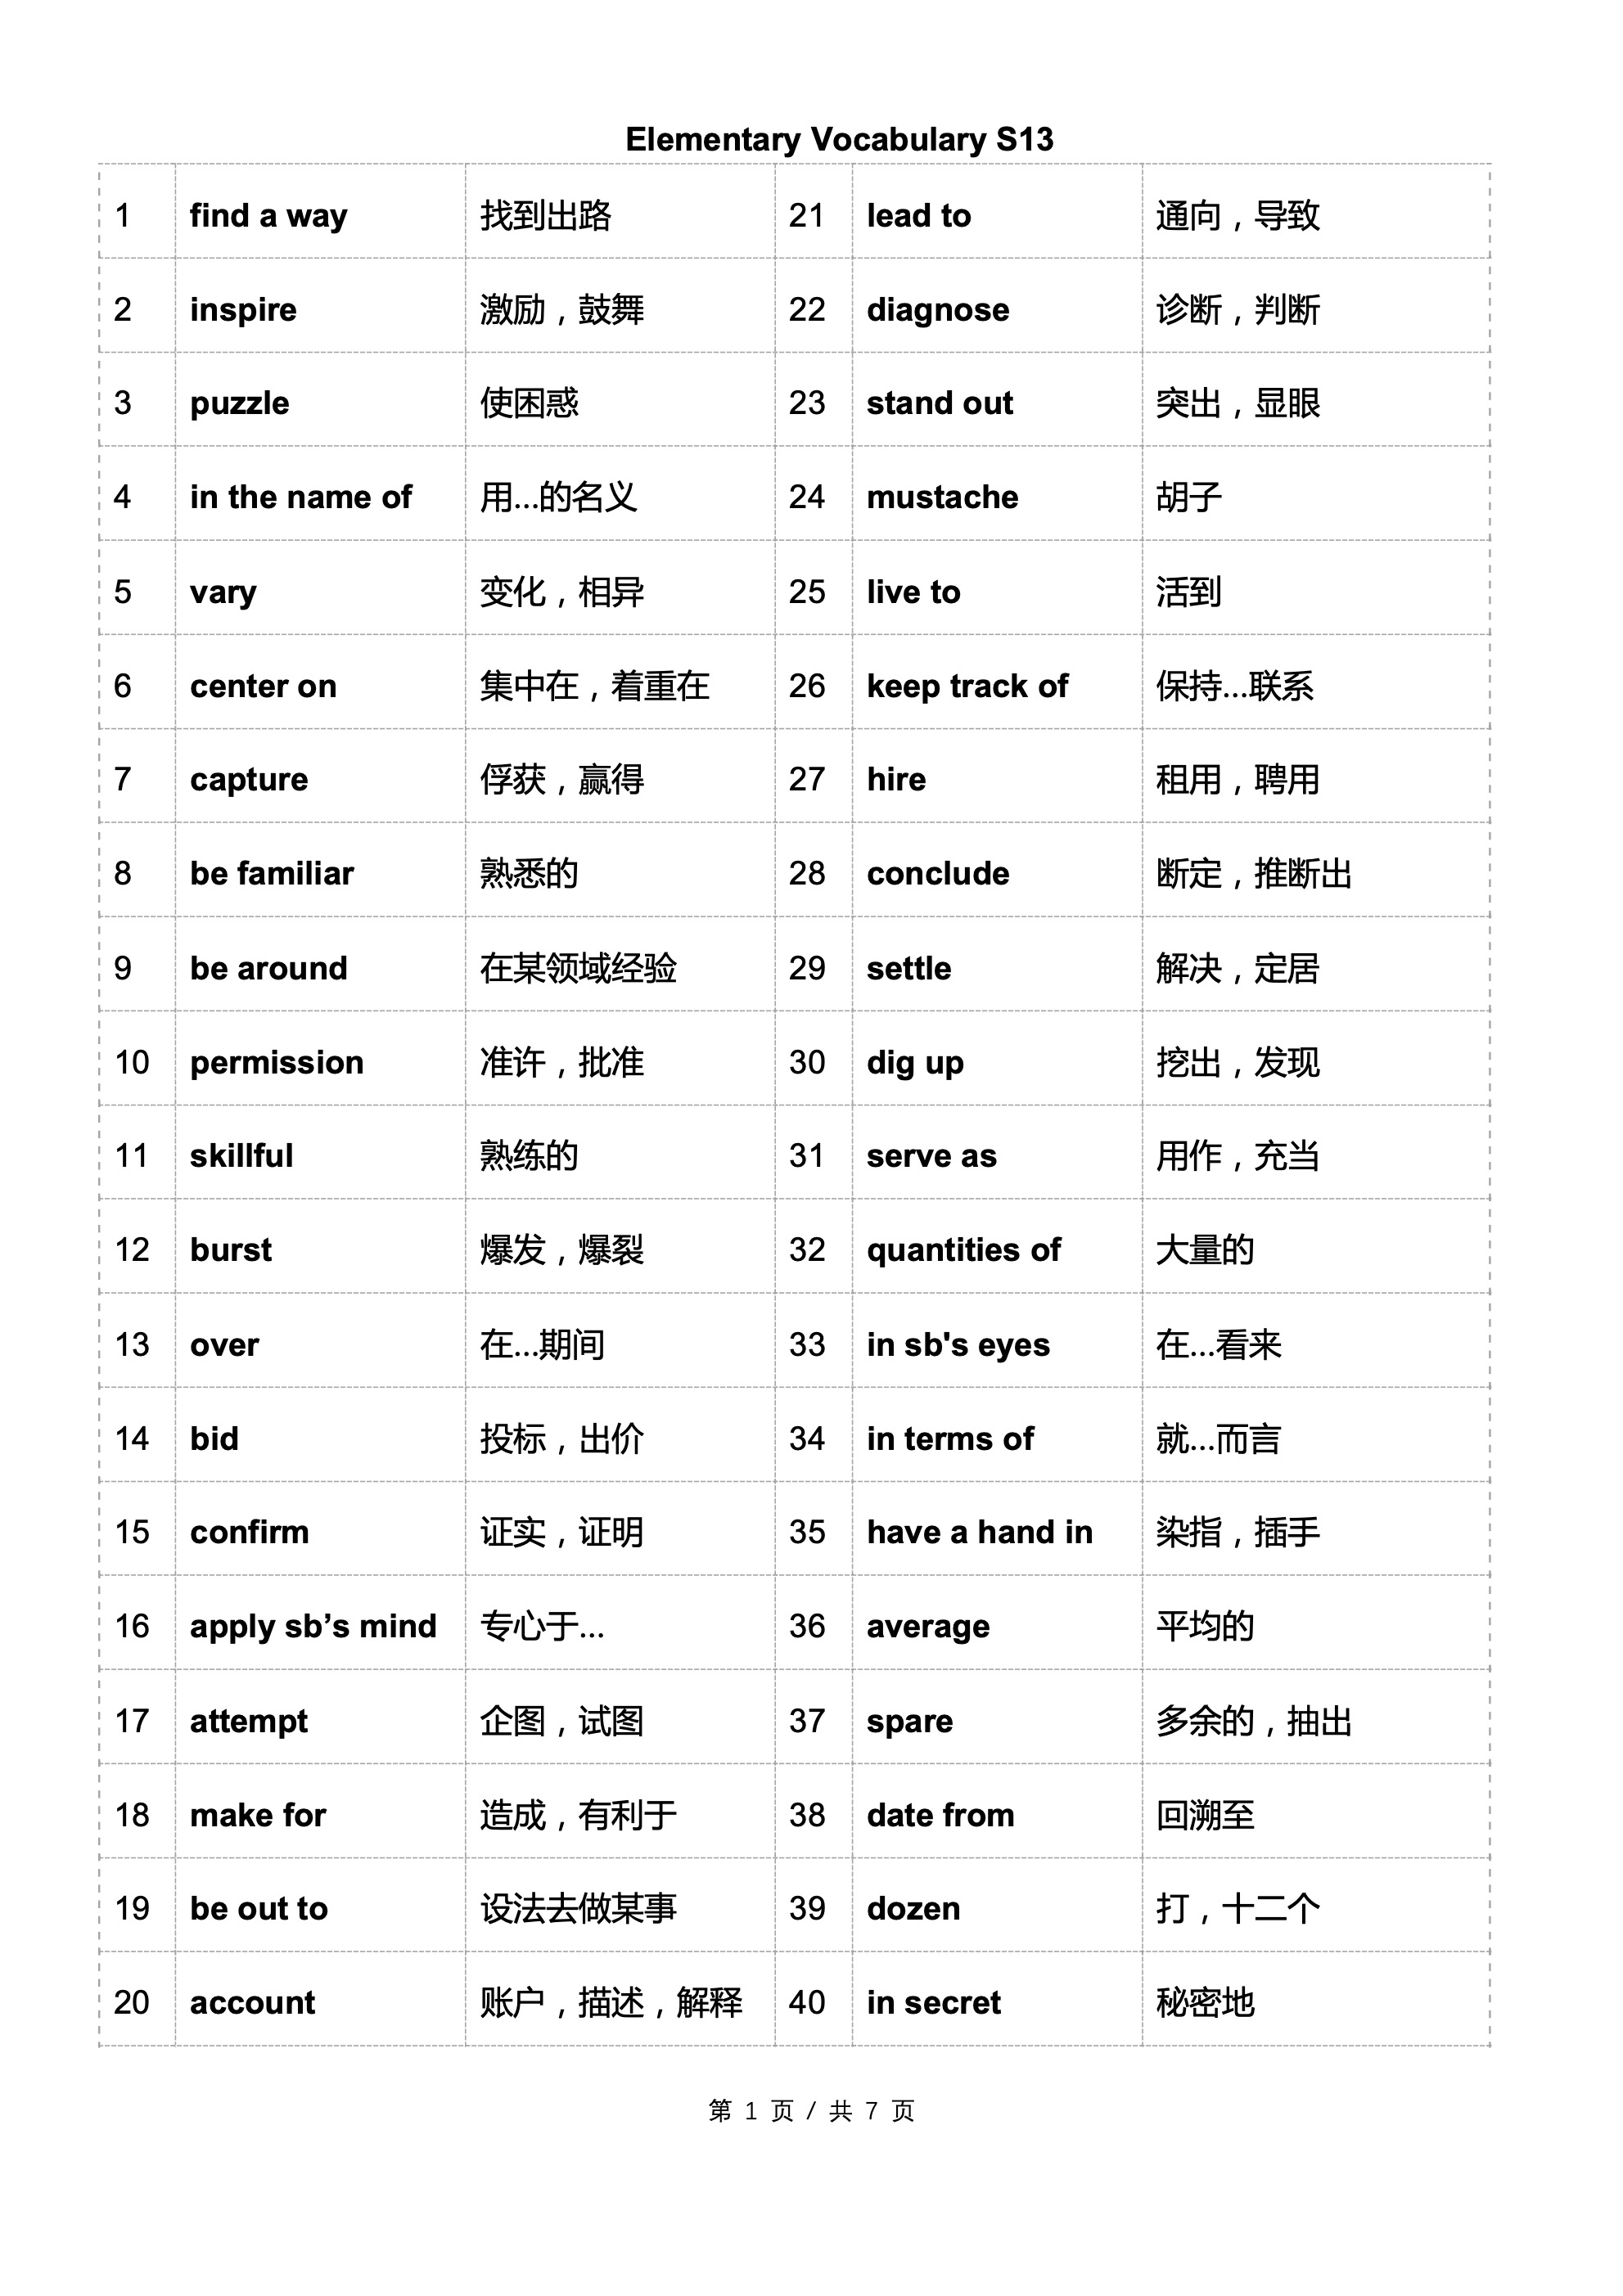 Elementary Vocabulary S13
1 find a way 找到出路 21 lead to 通向，导致
2 inspire 激励，鼓舞 22 diagnose 诊断，判断
3 puzzle 使困惑 23 stand out 突出，显眼
4 in the name of 用…的名义 24 mustache 胡子
5 vary 变化，相异 25 live to 活到
6 center on 集中在，着重在 26 keep track of 保持…联系
7 capture 俘获，赢得 27 hire 租用，聘用
8 be familiar 熟悉的 28 conclude 断定，推断出
9 be around 在某领域经验 29 settle 解决，定居
10 permission 准许，批准 30 dig up 挖出，发现
11 skillful 熟练的 31 serve as 用作，充当
12 burst 爆发，爆裂 32 quantities of 大量的
13 over 在…期间 33 in sb's eyes 在…看来
14 bid 投标，出价 34 in terms of 就…而言
15 confirm 证实，证明 35 have a hand in 染指，插手
16 apply sb’s mind 专心于… 36 average 平均的
17 attempt 企图，试图 37 spare 多余的，抽出
18 make for 造成，有利于 38 date from 回溯至
19 be out to 设法去做某事 39 dozen 打，十二个
20 account 账户，描述，解释 40 in secret 秘密地
第 1 页 / 共 7 页